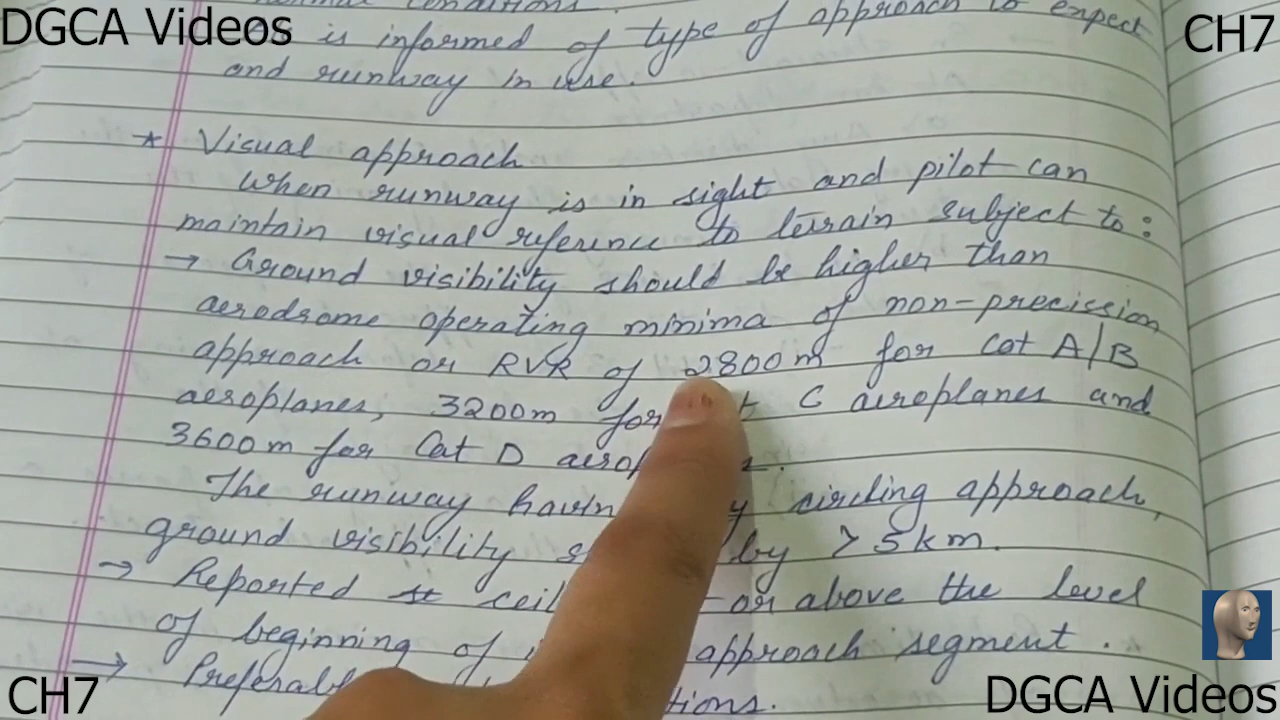 DGCA Videos
CH7
conditions.
is informed of type of approach to expect
and runway in use.
* Visual approach
When runway is in sight and pilot can
maintain visual reference to terrain subject to:
→ Ground visibility should be higher than
aerodrome operating minima of non-precission
approach or RVR of 2800m for cat A/B
aeroplanes, 3200m for C aeroplanes and
3600m for Cat D
The runway circling approach,
ground visibility by > 5km.
→ Reported or above the level
of beginning of approach segment.
→
CH7
DGCA Videos